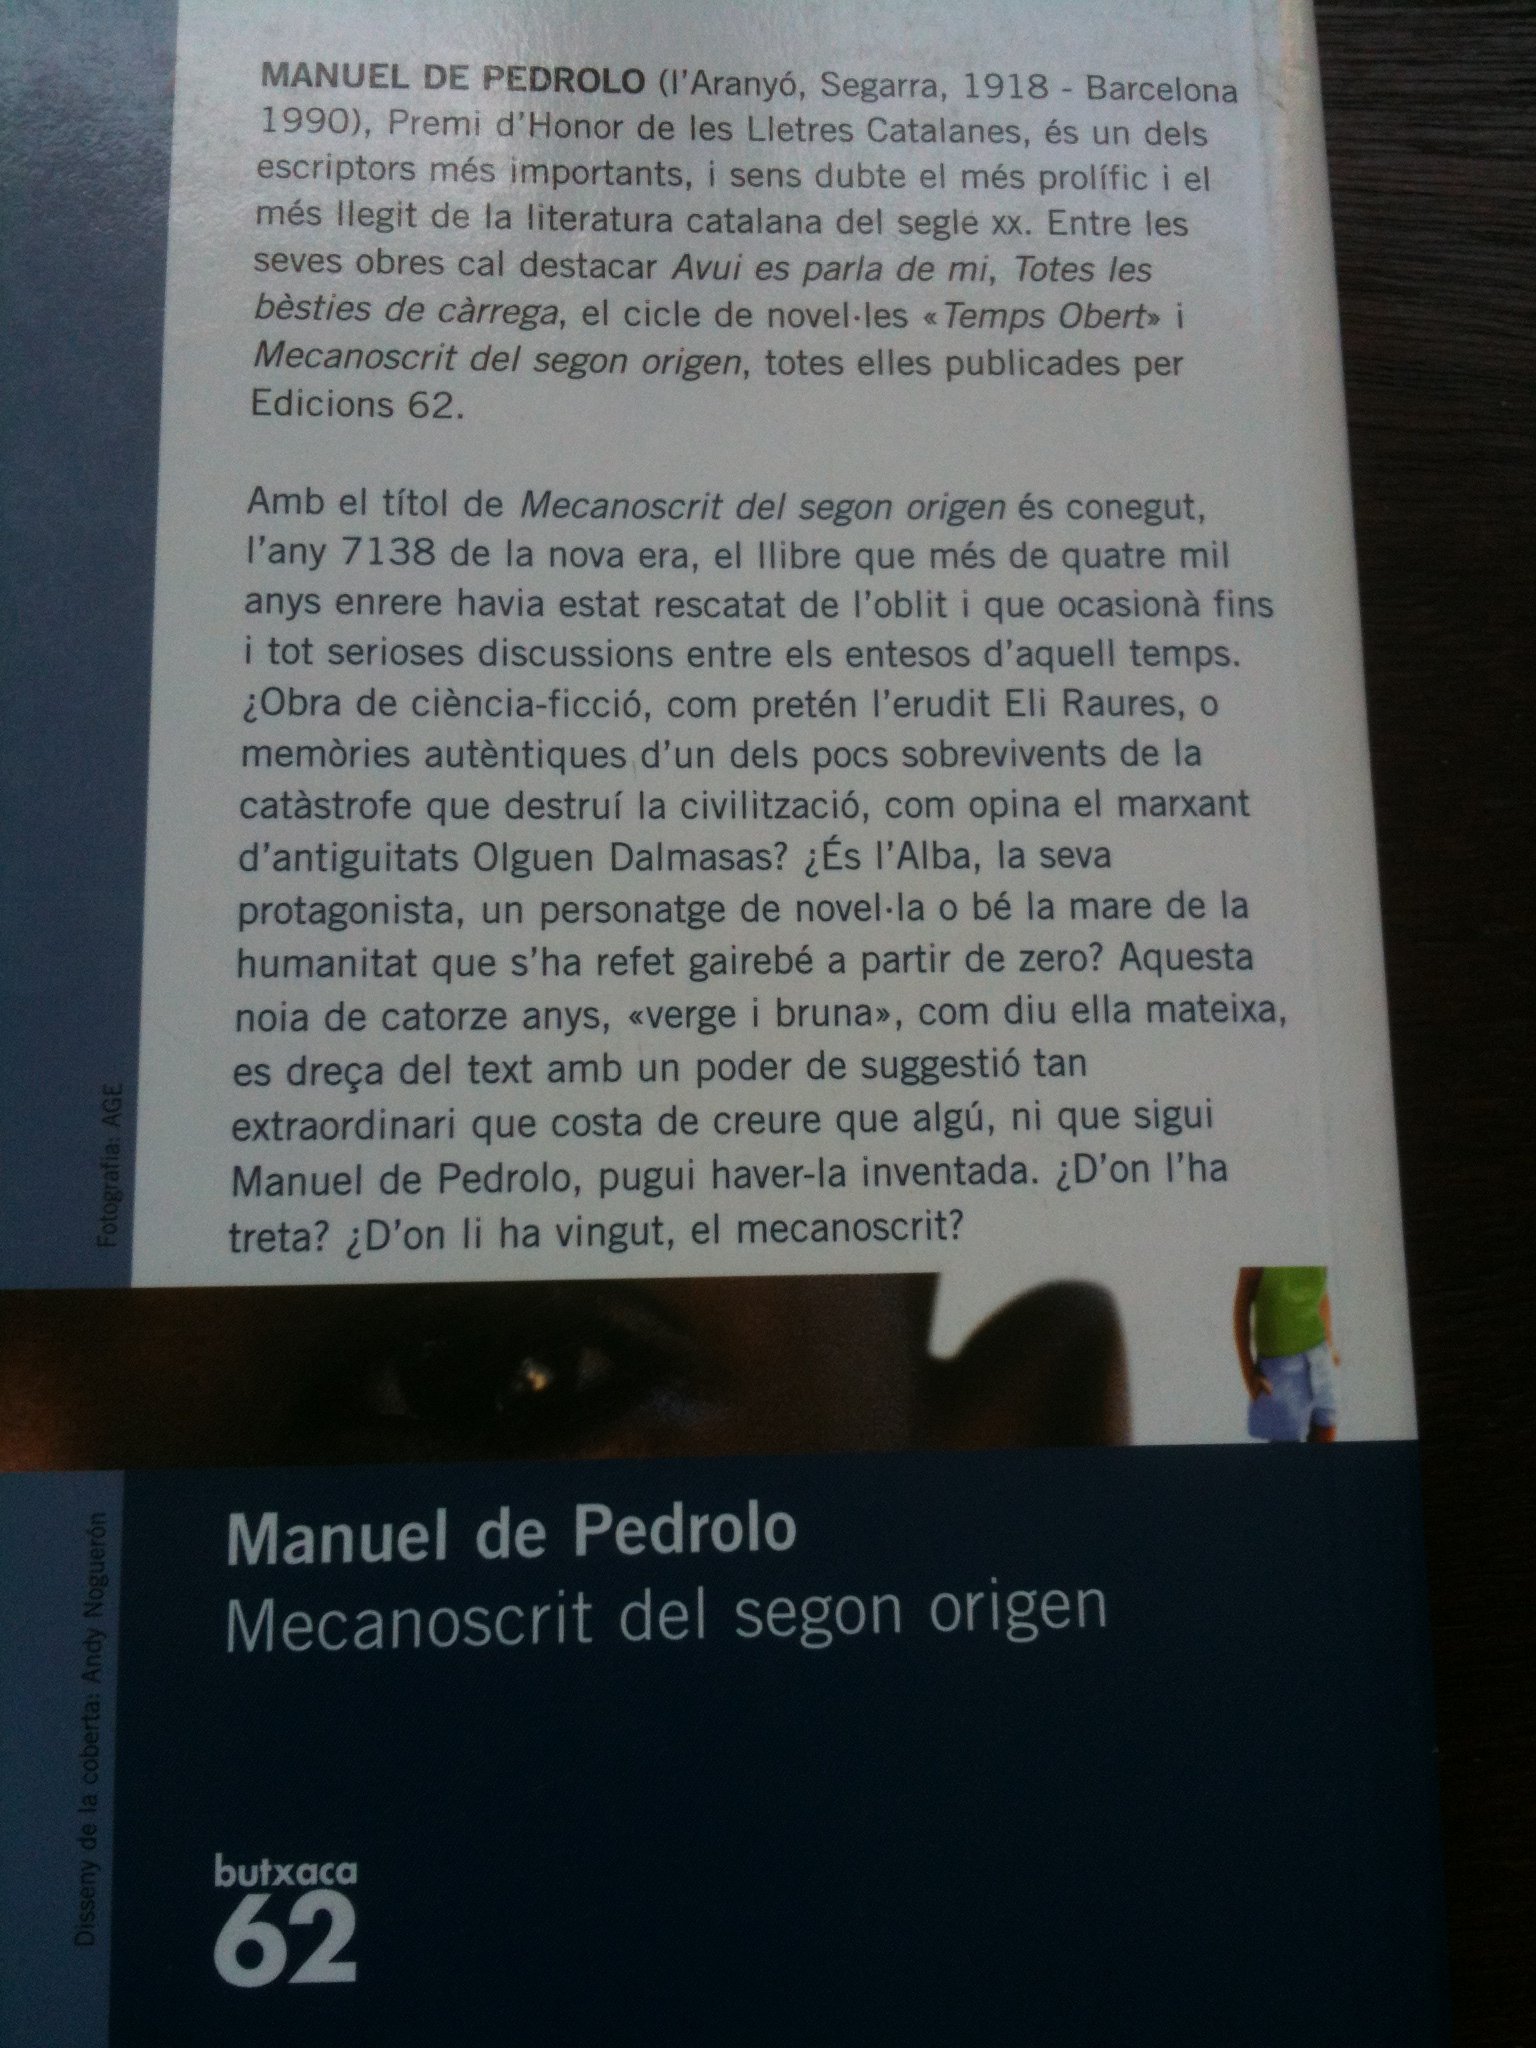 MANUEL DE PEDROLO (l'Aranyó, Segarra, 1918 - Barcelona
1990), Premi d'Honor de les Lletres Catalanes, és un dels
escriptors més importants, i sens dubte el més prolífic i el
més llegit de la literatura catalana del segle XX. Entre les
seves obres cal destacar Avui es parla de mi, Totes les
bèsties de càrrega, el cicle de novel·les «Temps Obert» i
Mecanoscrit del segon origen, totes elles publicades per
Edicions 62.
Amb el títol de Mecanoscrit del segon origen és conegut,
l'any 7138 de la nova era, el llibre que més de quatre mil
anys enrere havia estat rescatat de l'oblit i que ocasionà fins
i tot serioses discussions entre els entesos d'aquell temps.
¿Obra de ciència-ficció, com pretén l'erudit Eli Raures, o
memòries autèntiques d'un dels pocs sobrevivents de la
catàstrofe que destruí la civilització, com opina el marxant
d'antiguitats Olguen Dalmasas? ¿És l'Alba, la seva
protagonista, un personatge de novel·la o bé la mare de la
humanitat que s'ha refet gairebé a partir de zero? Aquesta
noia de catorze anys, «verge i bruna», com diu ella mateixa,
es dreça del text amb un poder de suggestió tan
extraordinari que costa de creure que algú, ni que sigui
Manuel de Pedrolo, pugui haver-la inventada. ¿D'on l'ha
treta? ¿D'on li ha vingut, el mecanoscrit?
Fotografia: AGE
Manuel de Pedrolo
Mecanoscrit del segon origen
Disseny de la coberta: Andy Noguerón
butxaca
62